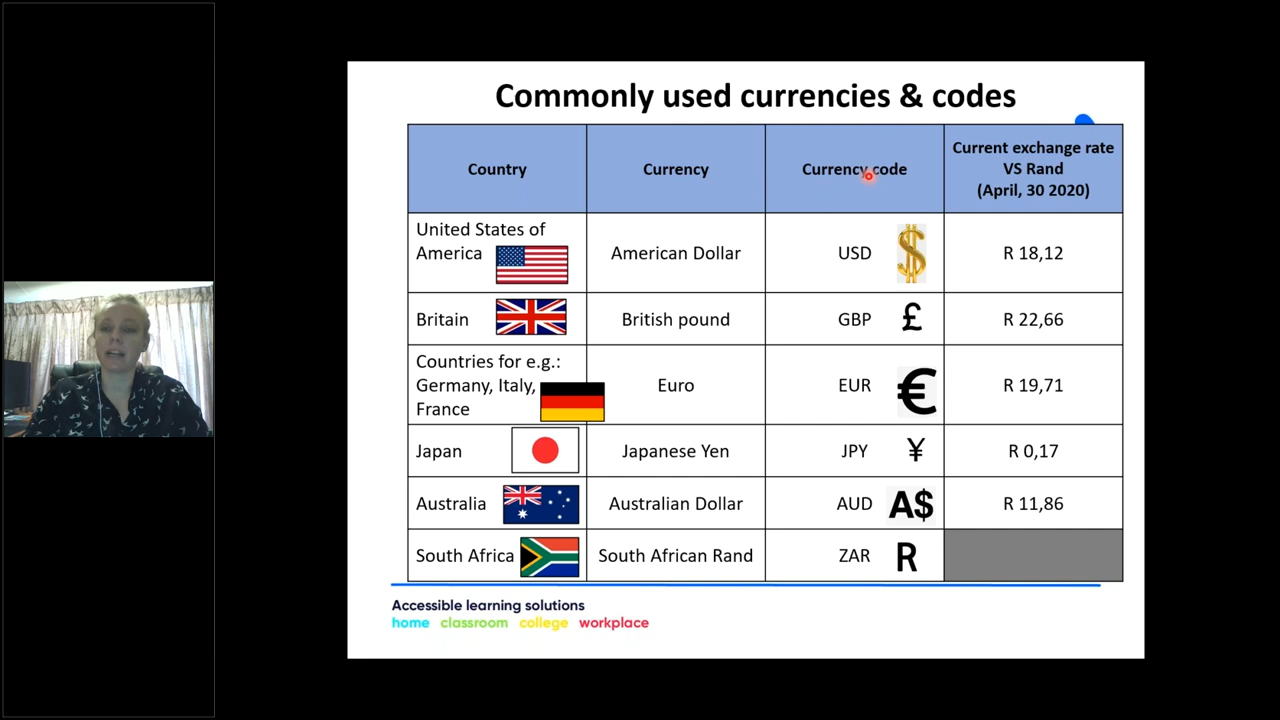 Commonly used currencies & codes
Country
Currency
Currency code
Current exchange rate
VS Rand
(April, 30 2020)
United States of
America
American Dollar
USD
$
R 18,12
Britain
British pound
GBP
£
R 22,66
Countries for e.g.:
Germany, Italy,
France
Euro
EUR
€
R 19,71
Japan
Japanese Yen
JPY
¥
R 0,17
Australia
Australian Dollar
AUD
A$
R 11,86
South Africa
South African Rand
ZAR
R
Accessible learning solutions
home classroom college workplace